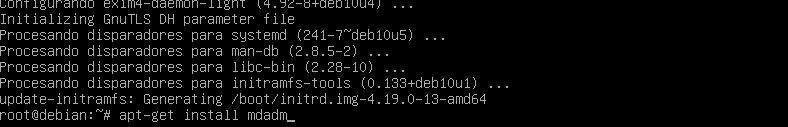 Configurando exim4-daemon-light (4.92-8+deb10u4) ...
Initializing GnuTLS DH parameter file
Procesando disparadores para systemd (241-7~deb10u5) ...
Procesando disparadores para man-db (2.8.5-2) ...
Procesando disparadores para libc-bin (2.28-10) ...
Procesando disparadores para initramfs-tools (0.133+deb10u1) ...
update-initramfs: Generating /boot/initrd.img-4.19.0-13-amd64
root@debian:~# apt-get install mdadm_